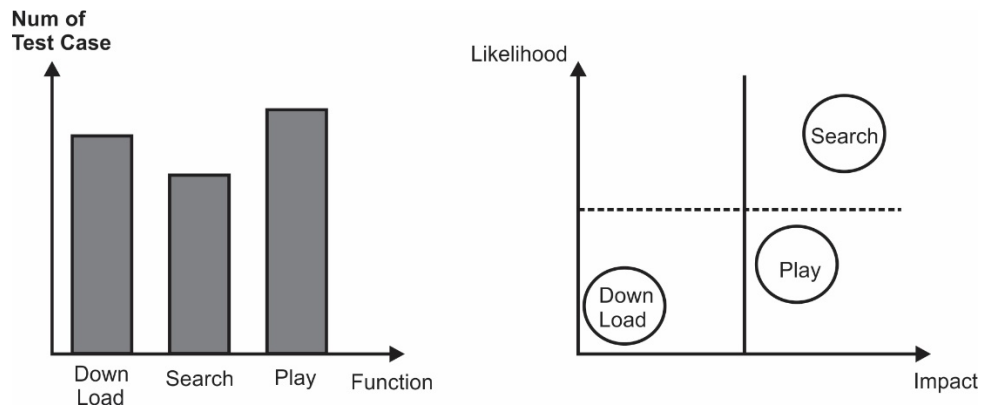 Num of
Test Case
Down
Load
Search
Play
Function
Likelihood
Search
Play
Down
Load
Impact